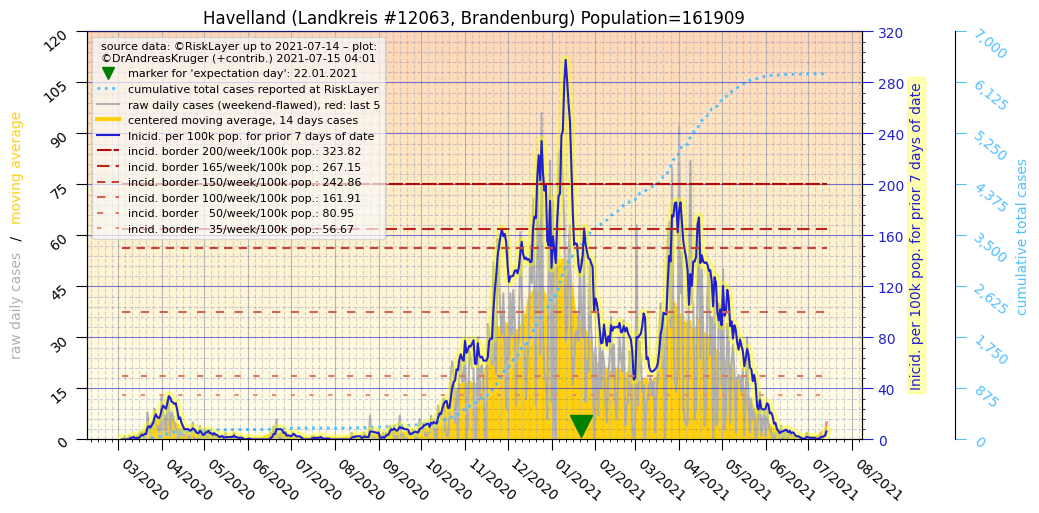 Havelland (Landkreis #12063, Brandenburg) Population=161909
source data: ©RiskLayer up to 2021-07-14 – plot:
©DrAndreasKruger (+contrib.) 2021-07-15 04:01
marker for 'expectation day': 22.01.2021
cumulative total cases reported at RiskLayer
raw daily cases (weekend-flawed), red: last 5
centered moving average, 14 days cases
Inicid. per 100k pop. for prior 7 days of date
incid. border 200/week/100k pop.: 323.82
incid. border 165/week/100k pop.: 267.15
incid. border 150/week/100k pop.: 242.86
incid. border 100/week/100k pop.: 161.91
incid. border   50/week/100k pop.: 80.95
incid. border   35/week/100k pop.: 56.67
raw daily cases  /  moving average
120
105
90
75
60
45
30
15
0
320
280
240
200
160
120
80
40
0
Inicid. per 100k pop. for prior 7 days of date
7,000
6,125
5,250
4,375
3,500
2,625
1,750
875
0
cumulative total cases
03/2020
04/2020
05/2020
06/2020
07/2020
08/2020
09/2020
10/2020
11/2020
12/2020
01/2021
02/2021
03/2021
04/2021
05/2021
06/2021
07/2021
08/2021